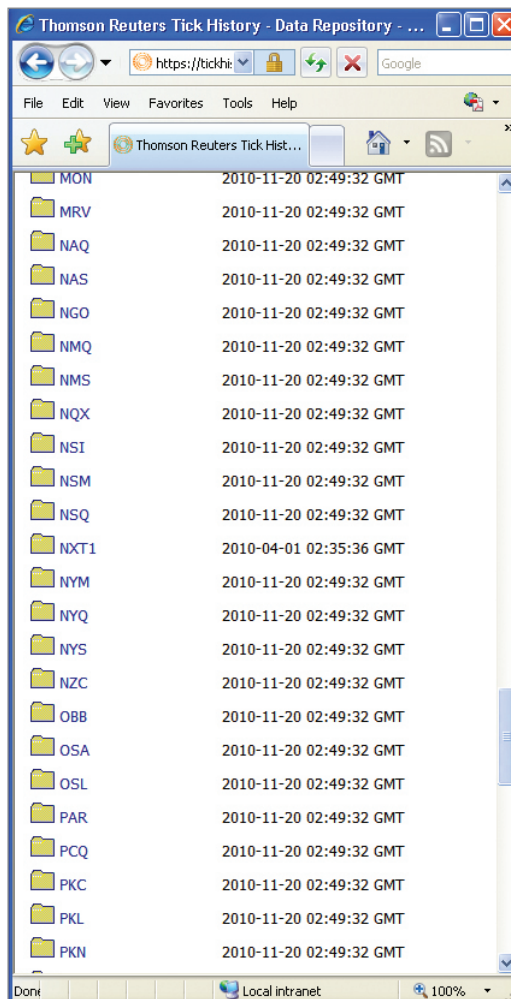 Thomson Reuters Tick History - Data Repository - ...
https://tickhi: Google
File Edit View Favorites Tools Help
Thomson Reuters Tick Hist... »
MON 2010-11-20 02:49:32 GMT
MRV 2010-11-20 02:49:32 GMT
NAQ 2010-11-20 02:49:32 GMT
NAS 2010-11-20 02:49:32 GMT
NGO 2010-11-20 02:49:32 GMT
NMQ 2010-11-20 02:49:32 GMT
NMS 2010-11-20 02:49:32 GMT
NQX 2010-11-20 02:49:32 GMT
NSI 2010-11-20 02:49:32 GMT
NSM 2010-11-20 02:49:32 GMT
NSQ 2010-11-20 02:49:32 GMT
NXT1 2010-04-01 02:35:36 GMT
NYM 2010-11-20 02:49:32 GMT
NYQ 2010-11-20 02:49:32 GMT
NYS 2010-11-20 02:49:32 GMT
NZC 2010-11-20 02:49:32 GMT
OBB 2010-11-20 02:49:32 GMT
OSA 2010-11-20 02:49:32 GMT
OSL 2010-11-20 02:49:32 GMT
PAR 2010-11-20 02:49:32 GMT
PCQ 2010-11-20 02:49:32 GMT
PKC 2010-11-20 02:49:32 GMT
PKL 2010-11-20 02:49:32 GMT
PKN 2010-11-20 02:49:32 GMT
Done Local intranet 100%